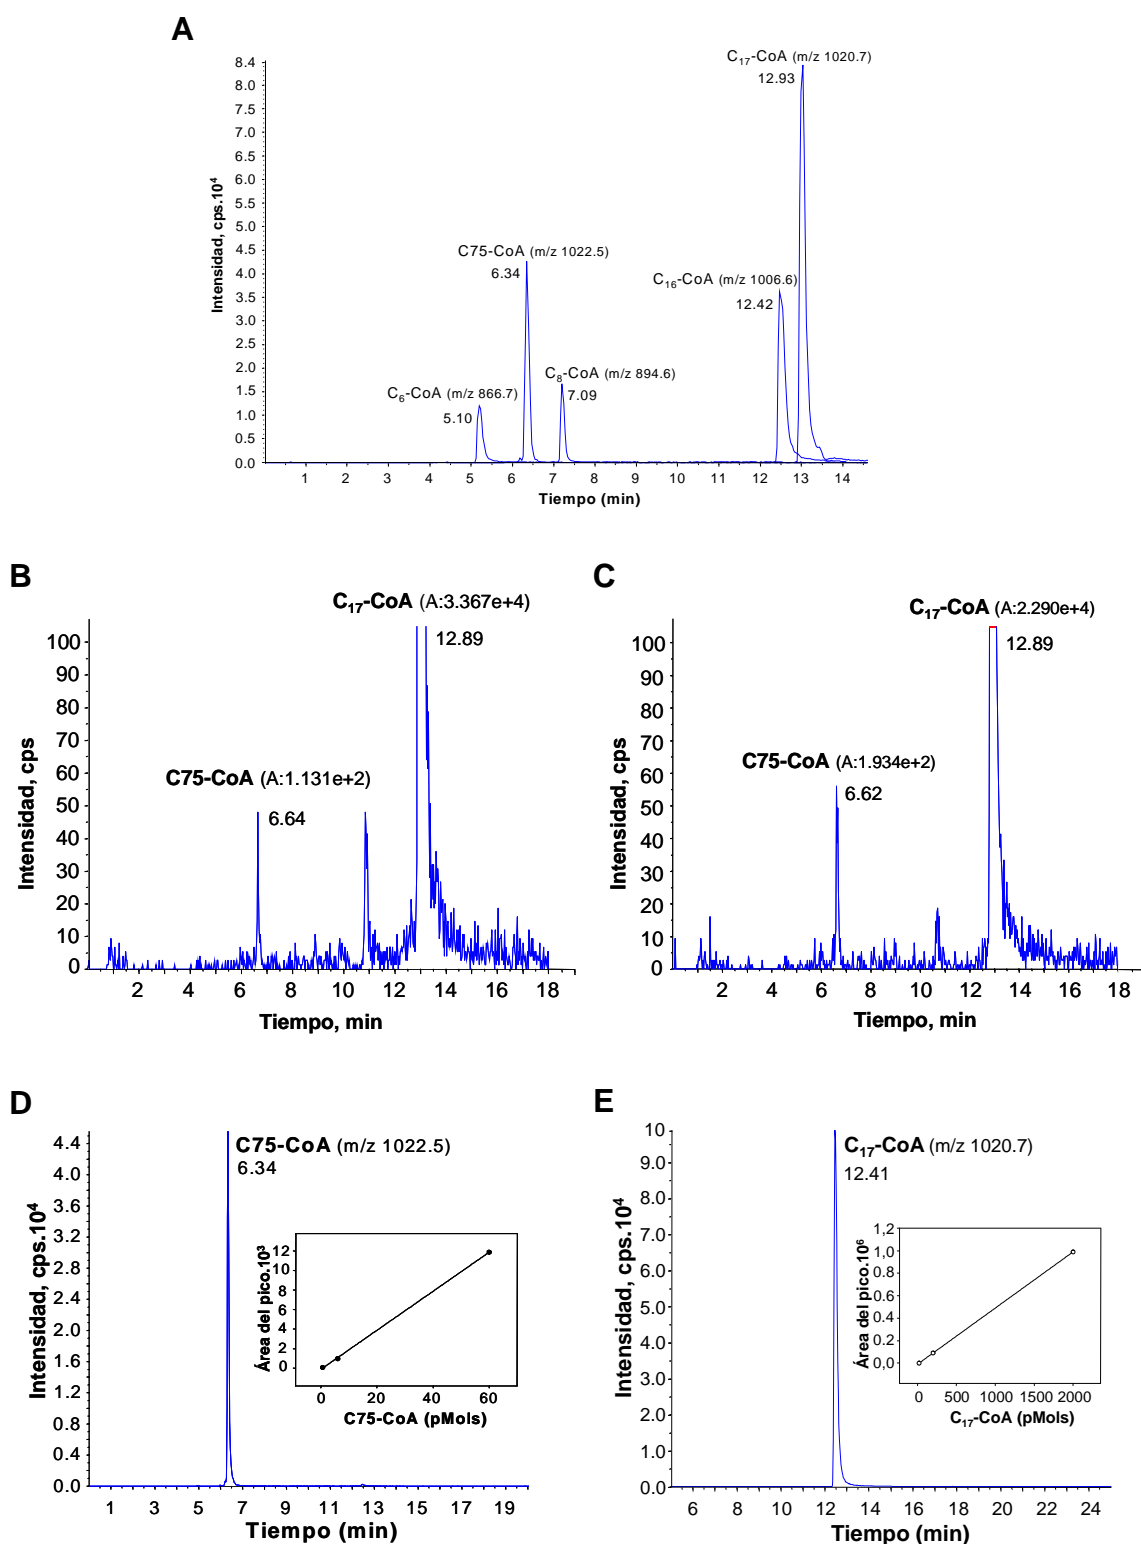 A
C17-CoA (m/z 1020.7)
12.93
C75-CoA (m/z 1022.5)
6.34
C16-CoA (m/z 1006.6)
12.42
C8-CoA (m/z 894.6)
7.09
C6-CoA (m/z 866.7)
5.10
Intensidad, cps.10⁴
8.4
8.0
7.5
7.0
6.5
6.0
5.5
5.0
4.5
4.0
3.5
3.0
2.5
2.0
1.5
1.0
0.5
0.0
1 2 3 4 5 6 7 8 9 10 11 12 13 14
Tiempo (min)
B
C17-CoA (A:3.367e+4)
12.89
C75-CoA (A:1.131e+2)
6.64
Intensidad, cps
100
90
80
70
60
50
40
30
20
10
0
2 4 6 8 10 12 14 16 18
Tiempo, min
C
C17-CoA (A:2.290e+4)
12.89
C75-CoA (A:1.934e+2)
6.62
Intensidad, cps
100
90
80
70
60
50
40
30
20
10
0
2 4 6 8 10 12 14 16 18
Tiempo, min
D
C75-CoA (m/z 1022.5)
6.34
Intensidad, cps.10⁴
4.4
4.0
3.6
3.2
2.8
2.4
2.0
1.6
1.2
0.8
0.4
0.0
1 3 5 7 9 11 13 15 17 19
Tiempo (min)
Área del pico.10³
12
8
6
4
2
0
0 20 40 60
C75-CoA (pMols)
E
C17-CoA (m/z 1020.7)
12.41
Intensidad, cps.10⁴
10
9.0
8.0
7.0
6.0
5.0
4.0
3.0
2.0
1.0
0.0
6 8 10 12 14 16 18 20 22 24
Tiempo (min)
Área del pico.10⁶
1,2
1,0
0.8
0.6
0.4
0.2
0,0
0 500 1000 1500 2000
C17-CoA (pMols)